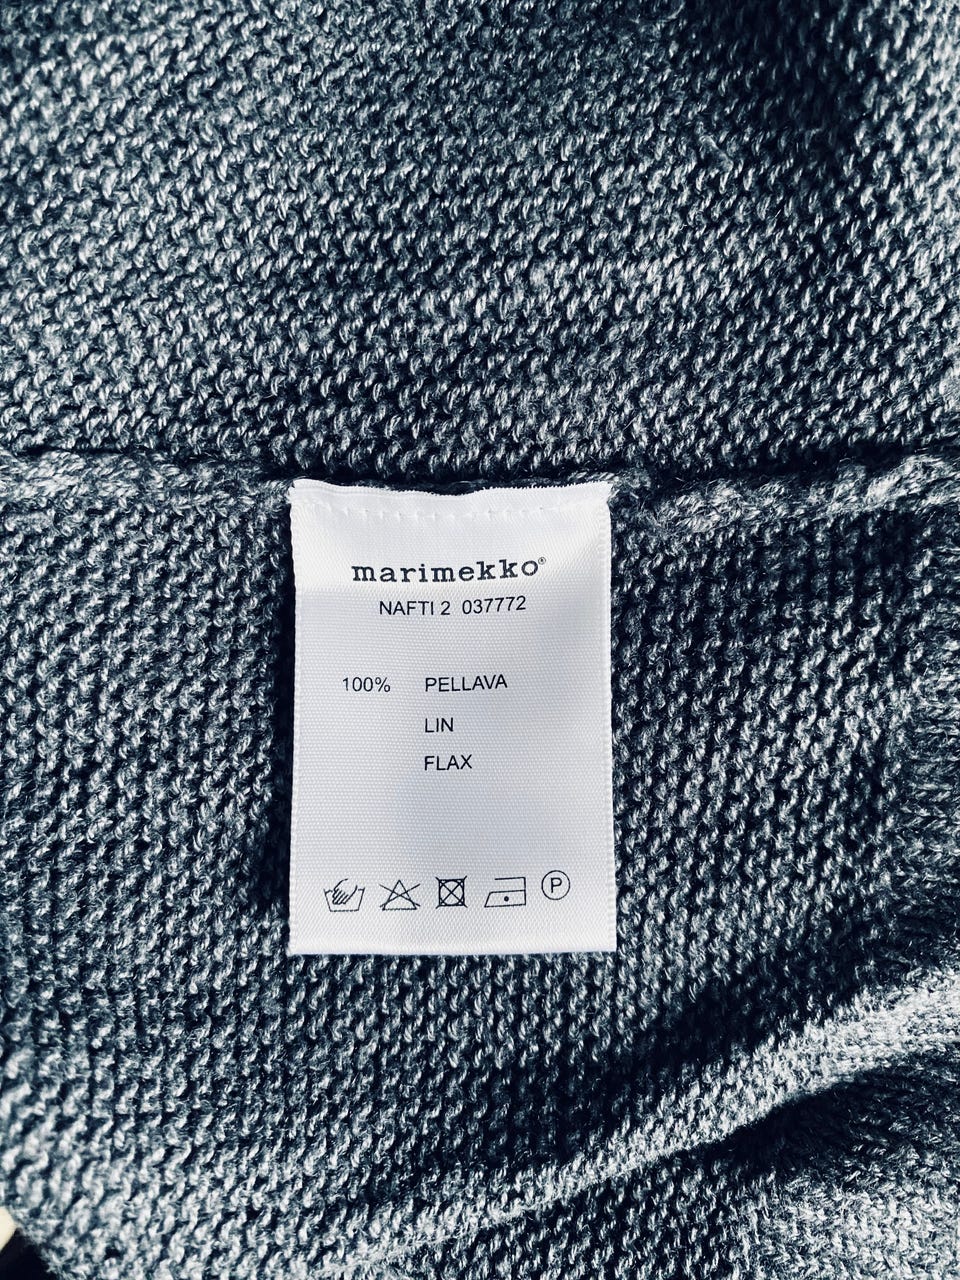 marimekko®
NAFTI 2 037772
100% PELLAVA
LIN
FLAX
P